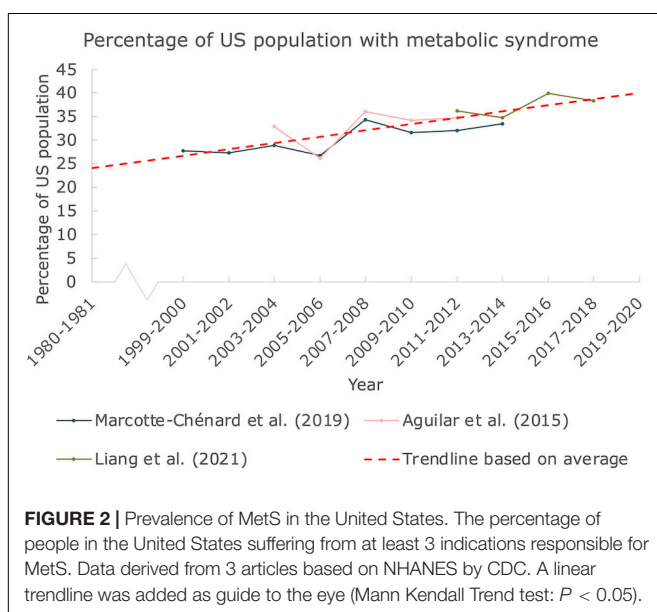 Percentage of US population with metabolic syndrome
Percentage of US population
45
40
35
30
25
20
15
10
5
0
1980-1981
1999-2000
2001-2002
2003-2004
2005-2006
2007-2008
2009-2010
2011-2012
2013-2014
2015-2016
2017-2018
2019-2020
Year
Marcotte-Chénard et al. (2019)
Aguilar et al. (2015)
Liang et al. (2021)
Trendline based on average
FIGURE 2 | Prevalence of MetS in the United States. The percentage of
people in the United States suffering from at least 3 indications responsible for
MetS. Data derived from 3 articles based on NHANES by CDC. A linear
trendline was added as guide to the eye (Mann Kendall Trend test: P < 0.05).